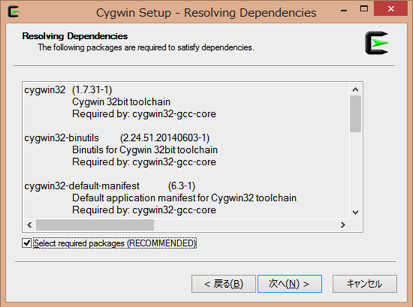 Cygwin Setup - Resolving Dependencies
Resolving Dependencies
The following packages are required to satisfy dependencies.
cygwin32 (1.7.31-1)
Cygwin 32bit toolchain
Required by: cygwin32-gcc-core
cygwin32-binutils (2.24.51.20140603-1)
Binutils for Cygwin 32bit toolchain
Required by: cygwin32-gcc-core
cygwin32-default-manifest (6.3-1)
Default application manifest for Cygwin32 toolchain
Required by: cygwin32-gcc-core
Select required packages (RECOMMENDED)
< 戻る(B) 次へ(N) > キャンセル